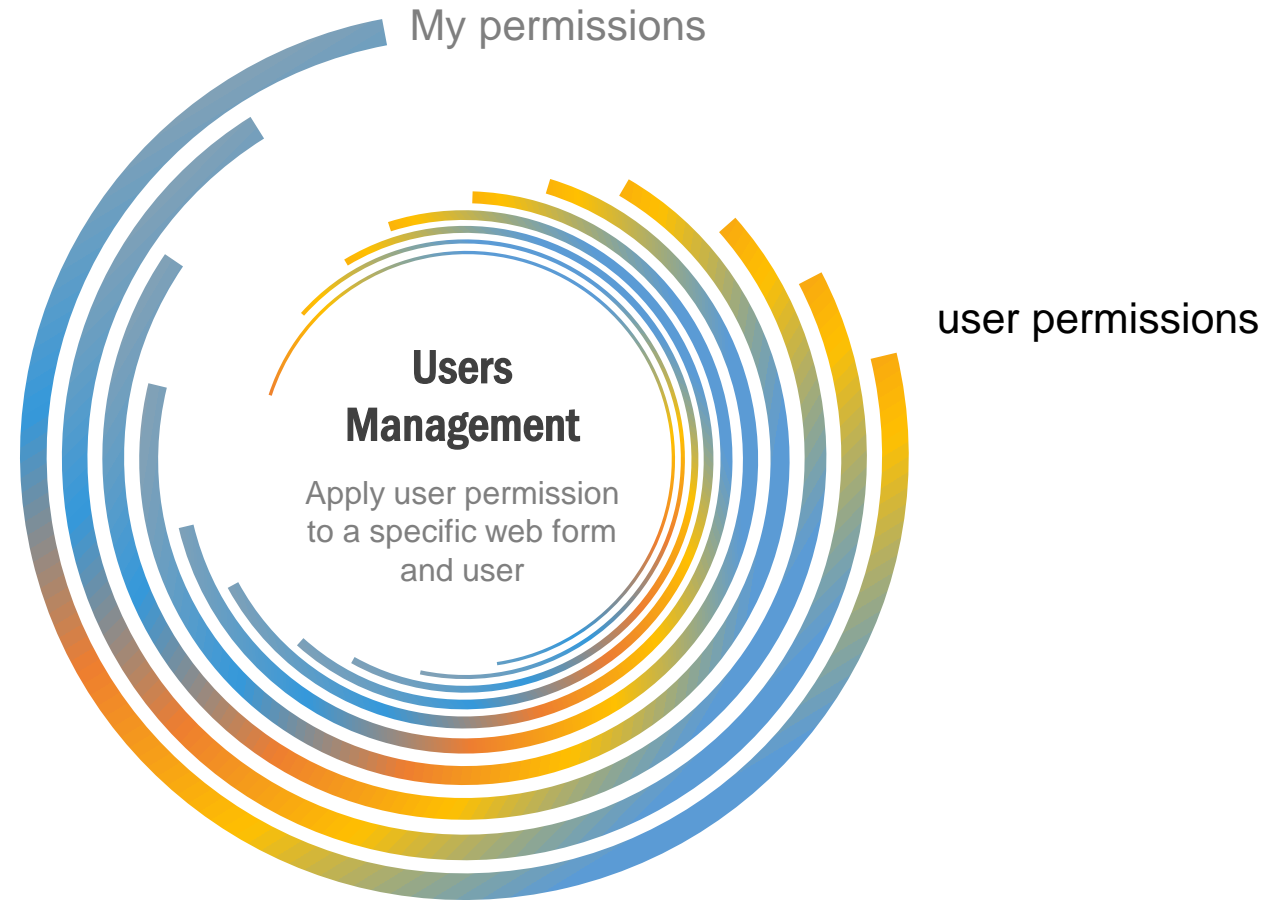 My permissions
user permissions
Users
Management
Apply user permission
to a specific web form
and user